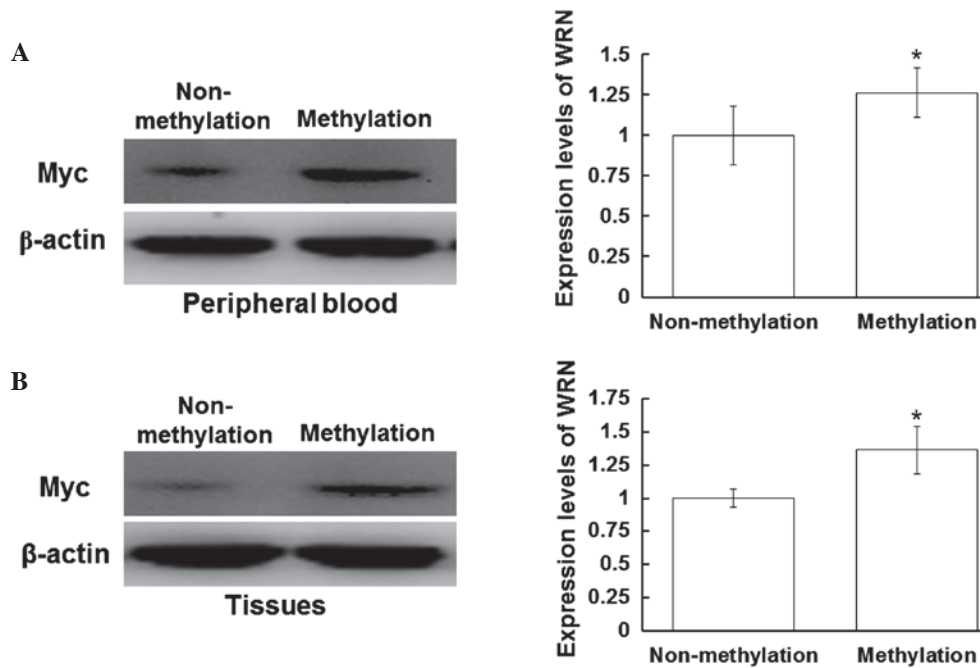 A
Non-
methylation
Methylation
Myc
β-actin
Peripheral blood
Expression levels of WRN
1.5
1.25
1
0.75
0.5
0.25
0
*
Non-methylation
Methylation
B
Non-
methylation
Methylation
Myc
β-actin
Tissues
Expression levels of WRN
1.75
1.5
1.25
1
0.75
0.5
0.25
0
*
Non-methylation
Methylation